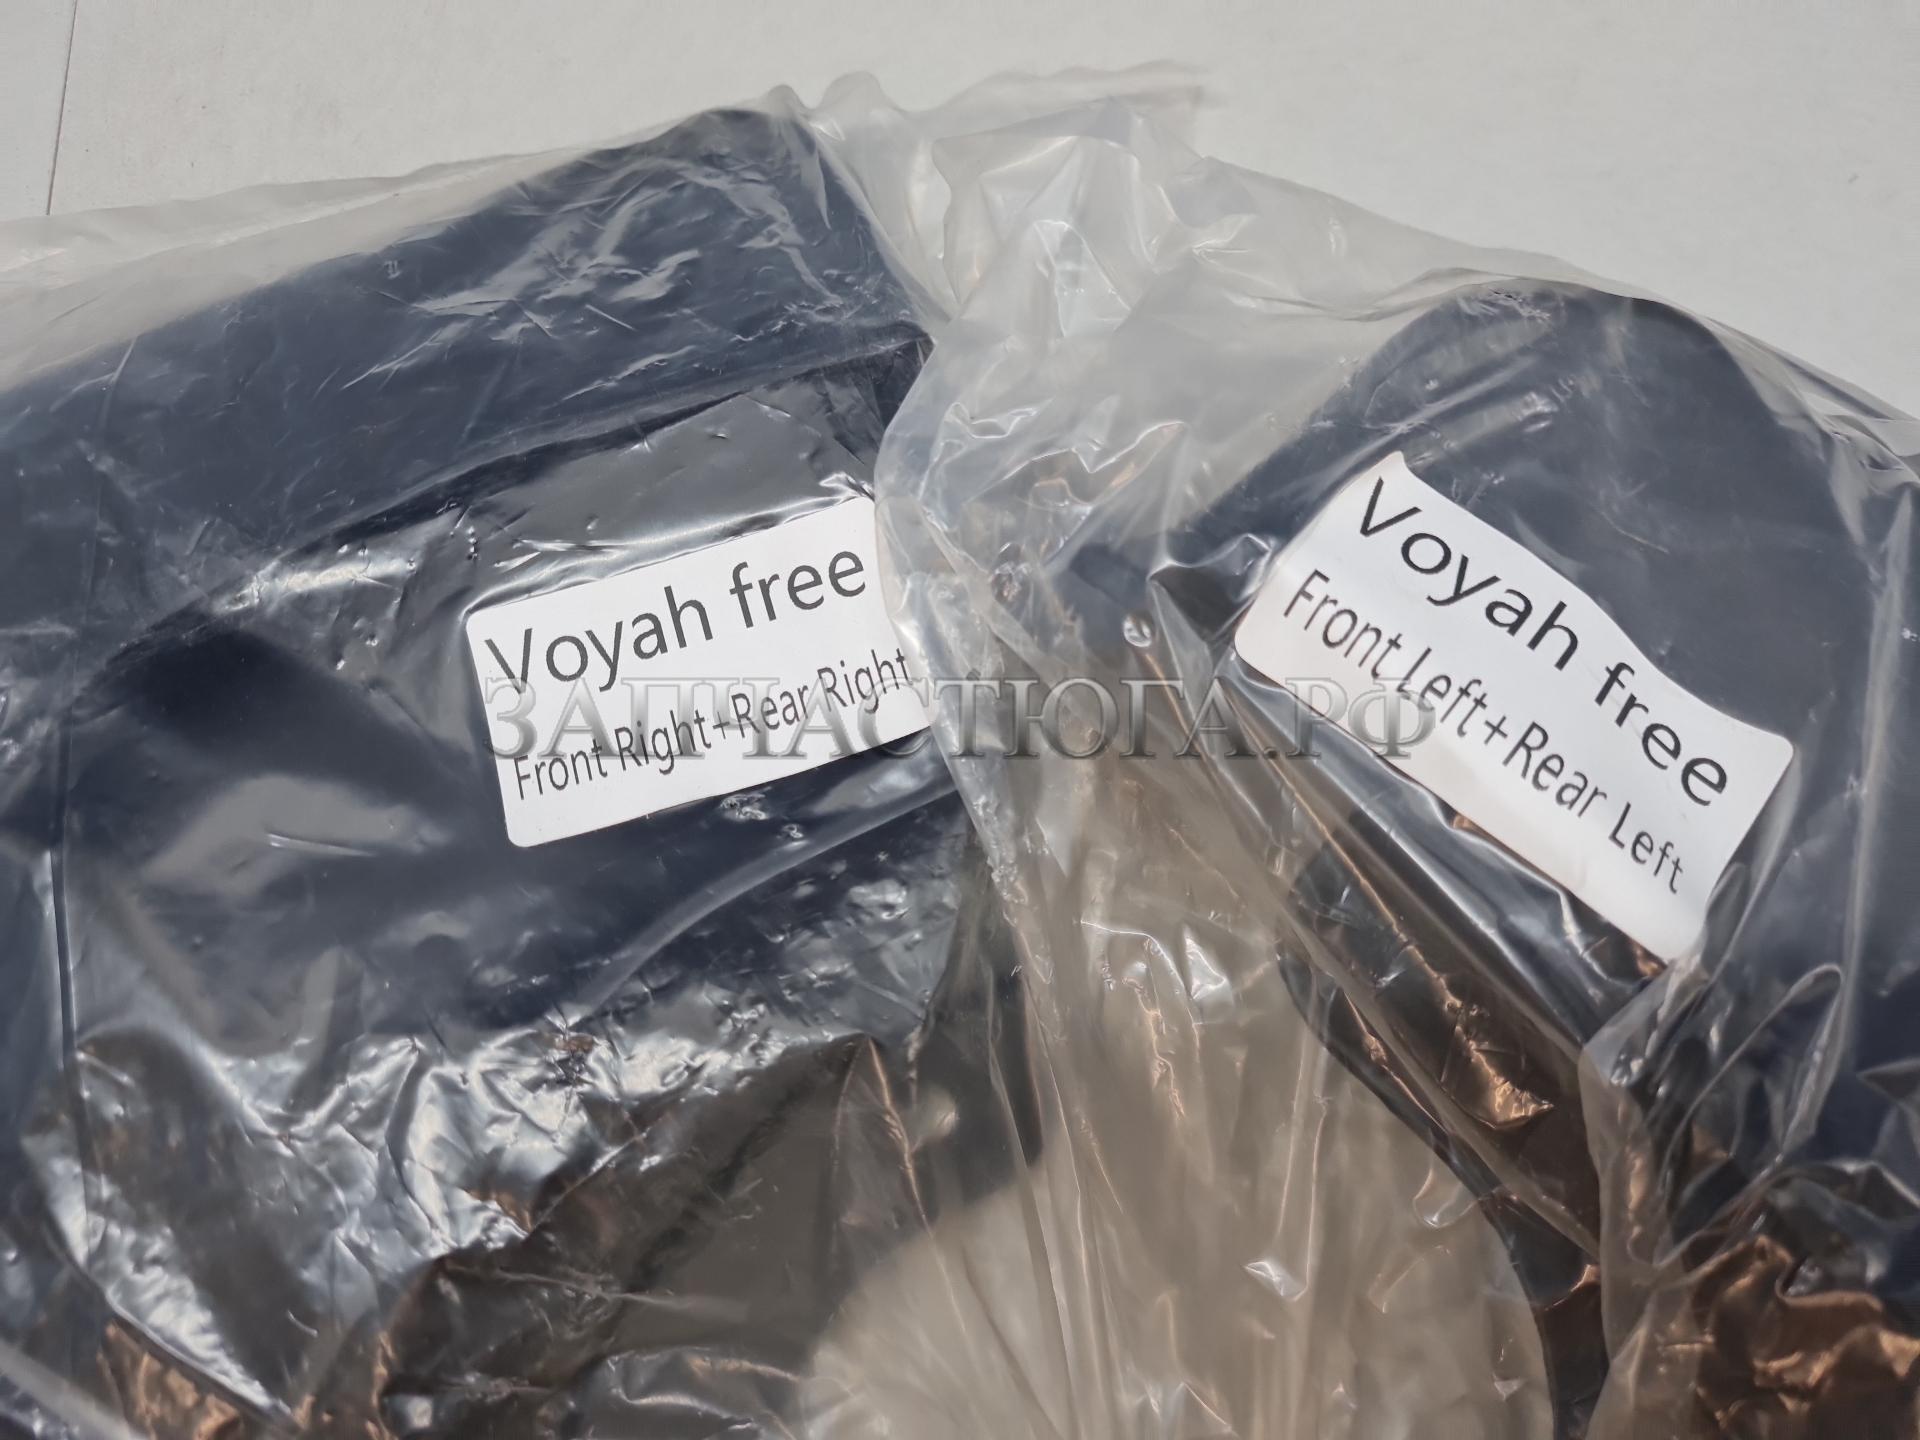 Voyah free
Front Right+Rear Right
Voyah free
Front Left+Rear Left
ЗАПЧАСТЮГА.РФ